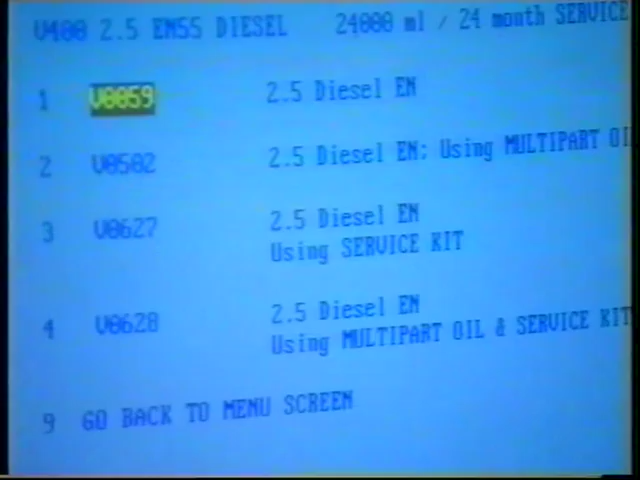 V400 2.5 EN55 DIESEL 24000 ml / 24 month SERVICE
1 V0059 2.5 Diesel EN
2 V0502 2.5 Diesel EN; Using MULTIPART OI
3 V0627 2.5 Diesel EN
Using SERVICE KIT
4 V0628 2.5 Diesel EN
Using MULTIPART OIL & SERVICE KIT
9 GO BACK TO MENU SCREEN